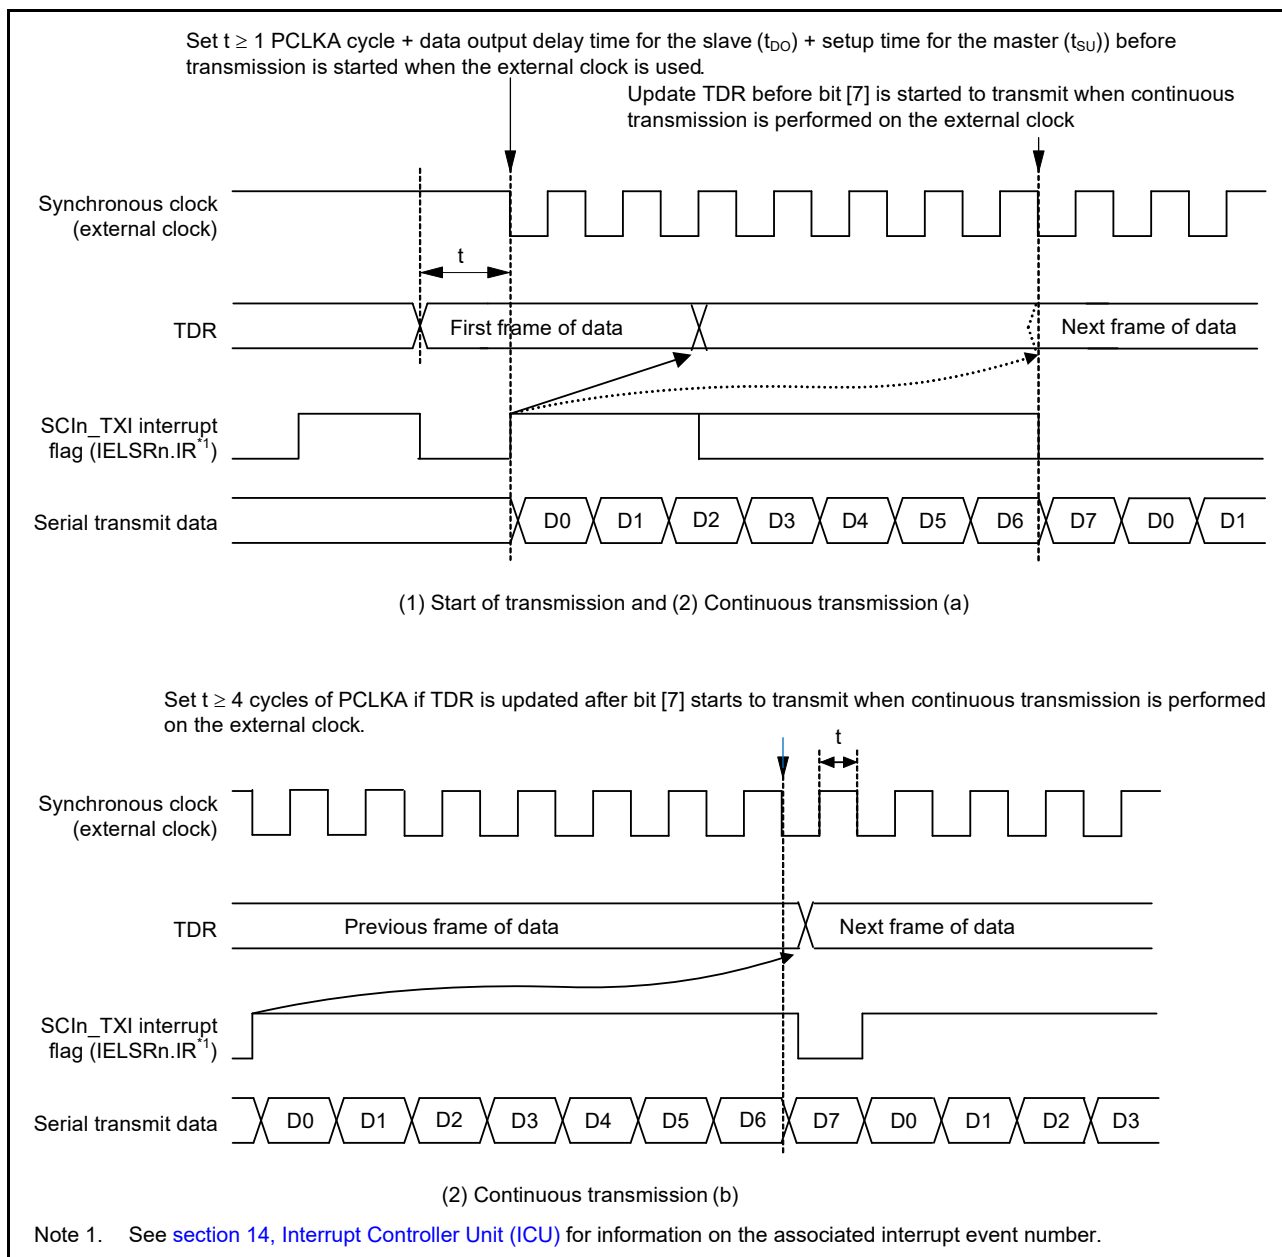 Set t ≥ 1 PCLKA cycle + data output delay time for the slave (tDO) + setup time for the master (tSU)) before
transmission is started when the external clock is used.
Update TDR before bit [7] is started to transmit when continuous
transmission is performed on the external clock
Synchronous clock
(external clock)
t
TDR
First frame of data
Next frame of data
SCIn_TXI interrupt
flag (IELSRn.IR*1)
Serial transmit data
D0 D1 D2 D3 D4 D5 D6 D7 D0 D1
(1) Start of transmission and (2) Continuous transmission (a)
Set t ≥ 4 cycles of PCLKA if TDR is updated after bit [7] starts to transmit when continuous transmission is performed
on the external clock.
t
Synchronous clock
(external clock)
TDR
Previous frame of data
Next frame of data
SCIn_TXI interrupt
flag (IELSRn.IR*1)
Serial transmit data
D0 D1 D2 D3 D4 D5 D6 D7 D0 D1 D2 D3
(2) Continuous transmission (b)
Note 1. See section 14, Interrupt Controller Unit (ICU) for information on the associated interrupt event number.